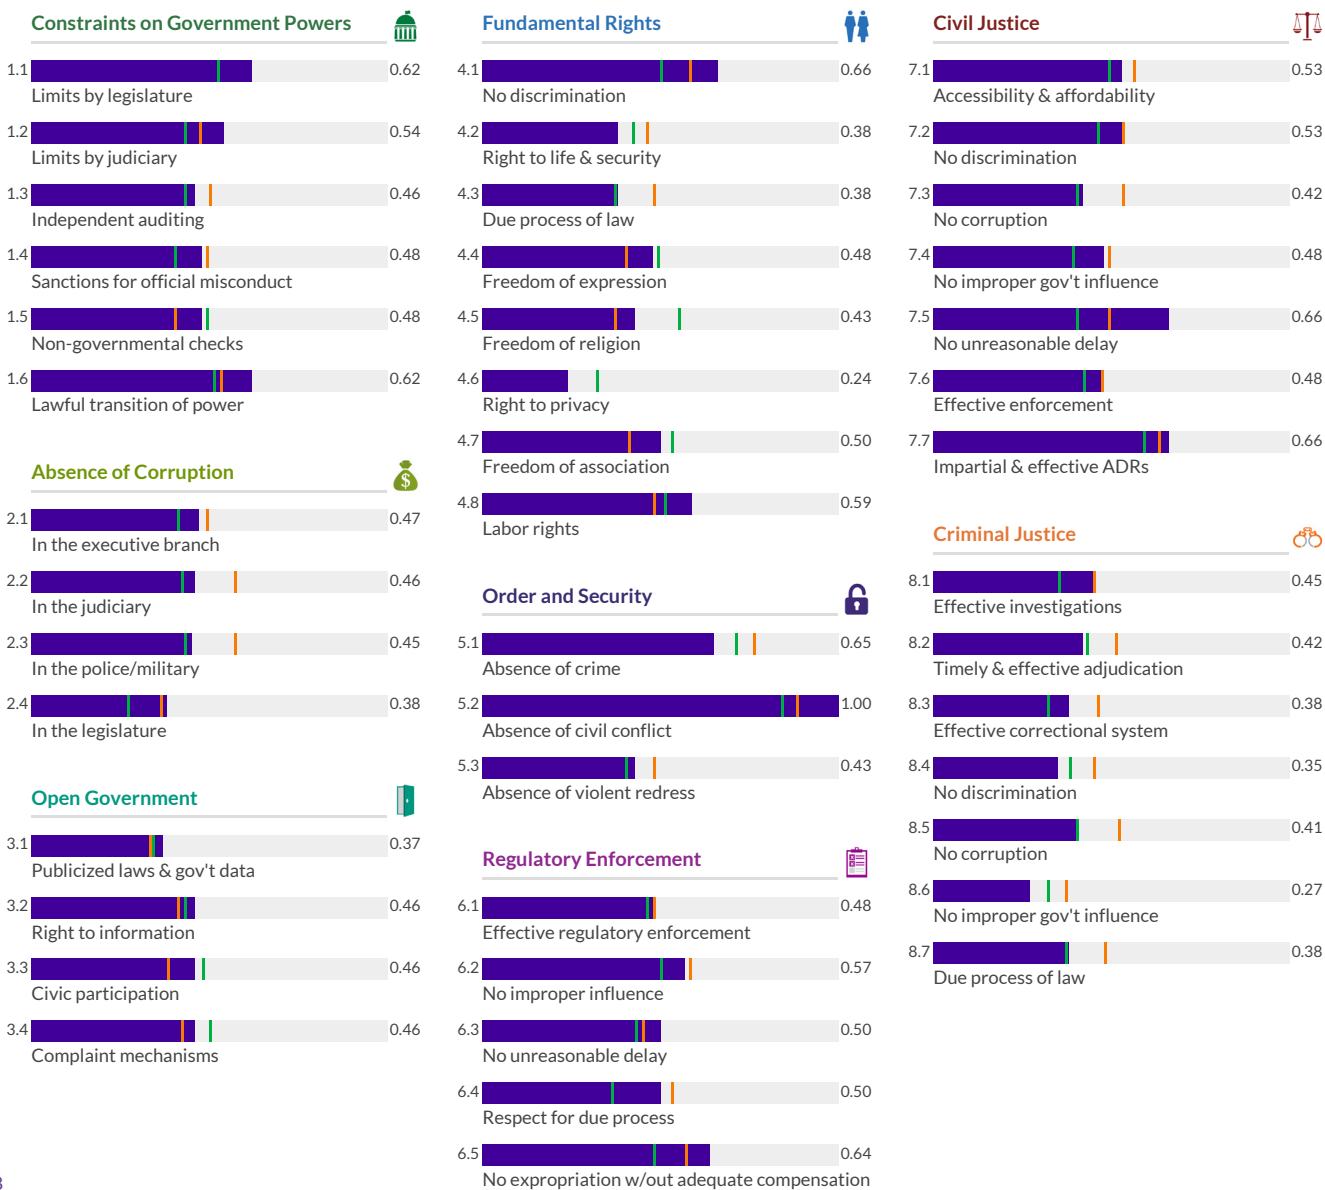 Constraints on Government Powers
1.1 0.62
Limits by legislature
1.2 0.54
Limits by judiciary
1.3 0.46
Independent auditing
1.4 0.48
Sanctions for official misconduct
1.5 0.48
Non-governmental checks
1.6 0.62
Lawful transition of power
Absence of Corruption
$
2.1 0.47
In the executive branch
2.2 0.46
In the judiciary
2.3 0.45
In the police/military
2.4 0.38
In the legislature
Open Government
3.1 0.37
Publicized laws & gov't data
3.2 0.46
Right to information
3.3 0.46
Civic participation
3.4 0.46
Complaint mechanisms
Fundamental Rights
4.1 0.66
No discrimination
4.2 0.38
Right to life & security
4.3 0.38
Due process of law
4.4 0.48
Freedom of expression
4.5 0.43
Freedom of religion
4.6 0.24
Right to privacy
4.7 0.50
Freedom of association
4.8 0.59
Labor rights
Order and Security
5.1 0.65
Absence of crime
5.2 1.00
Absence of civil conflict
5.3 0.43
Absence of violent redress
Regulatory Enforcement
6.1 0.48
Effective regulatory enforcement
6.2 0.57
No improper influence
6.3 0.50
No unreasonable delay
6.4 0.50
Respect for due process
6.5 0.64
No expropriation w/out adequate compensation
Civil Justice
7.1 0.53
Accessibility & affordability
7.2 0.53
No discrimination
7.3 0.42
No corruption
7.4 0.48
No improper gov't influence
7.5 0.66
No unreasonable delay
7.6 0.48
Effective enforcement
7.7 0.66
Impartial & effective ADRs
Criminal Justice
8.1 0.45
Effective investigations
8.2 0.42
Timely & effective adjudication
8.3 0.38
Effective correctional system
8.4 0.35
No discrimination
8.5 0.41
No corruption
8.6 0.27
No improper gov't influence
8.7 0.38
Due process of law